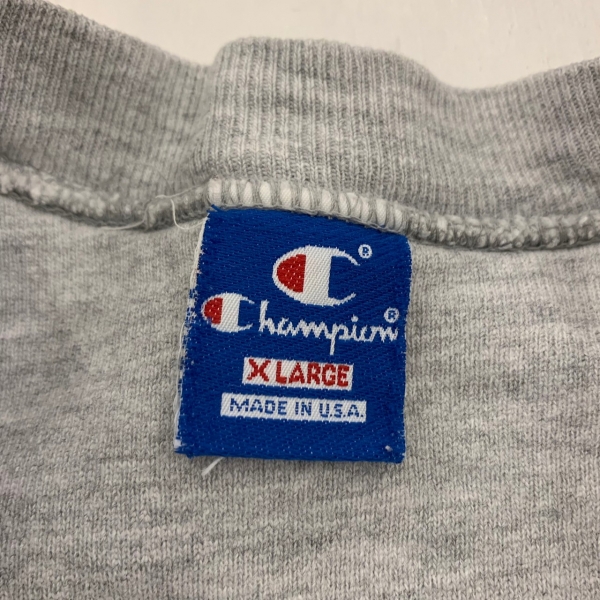 C®
Champion®
X LARGE
MADE IN U.S.A.